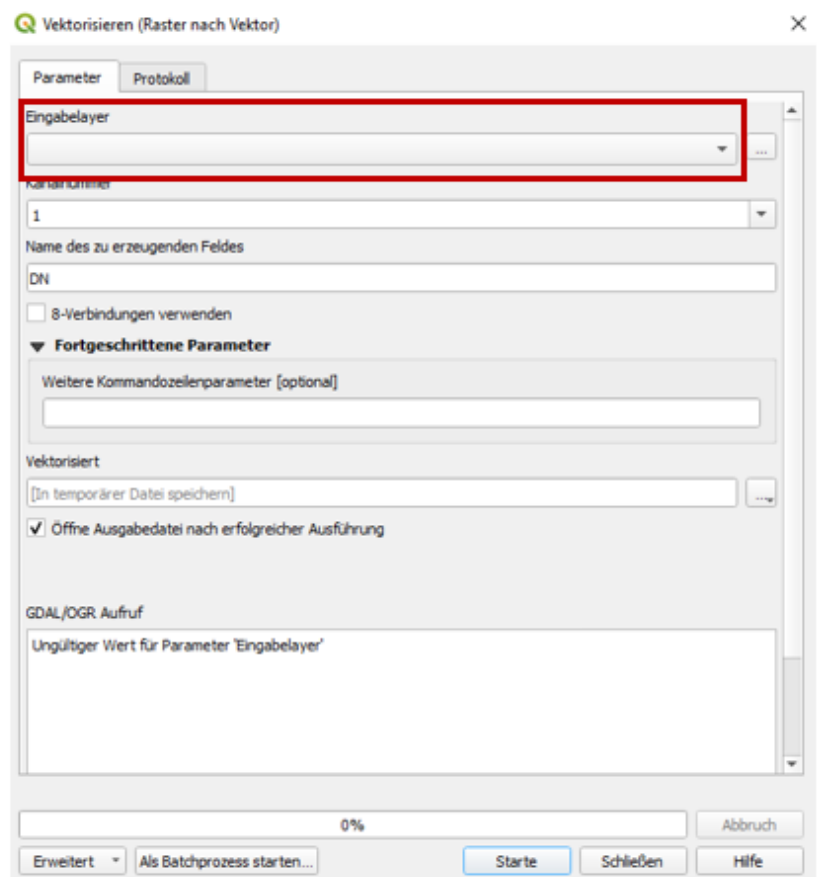 Vektorisieren (Raster nach Vektor)
Parameter Protokoll
Eingabelayer
...
Kanalnummer
1
Name des zu erzeugenden Feldes
DN
8-Verbindungen verwenden
Fortgeschrittene Parameter
Weitere Kommandozeilenparameter [optional]
Vektorisiert
[In temporärer Datei speichern]
...
Öffne Ausgabedatei nach erfolgreicher Ausführung
GDAL/OGR Aufruf
Ungültiger Wert für Parameter 'Eingabelayer'
0% Abbruch
Erweitert Als Batchprozess starten... Starte Schließen Hilfe